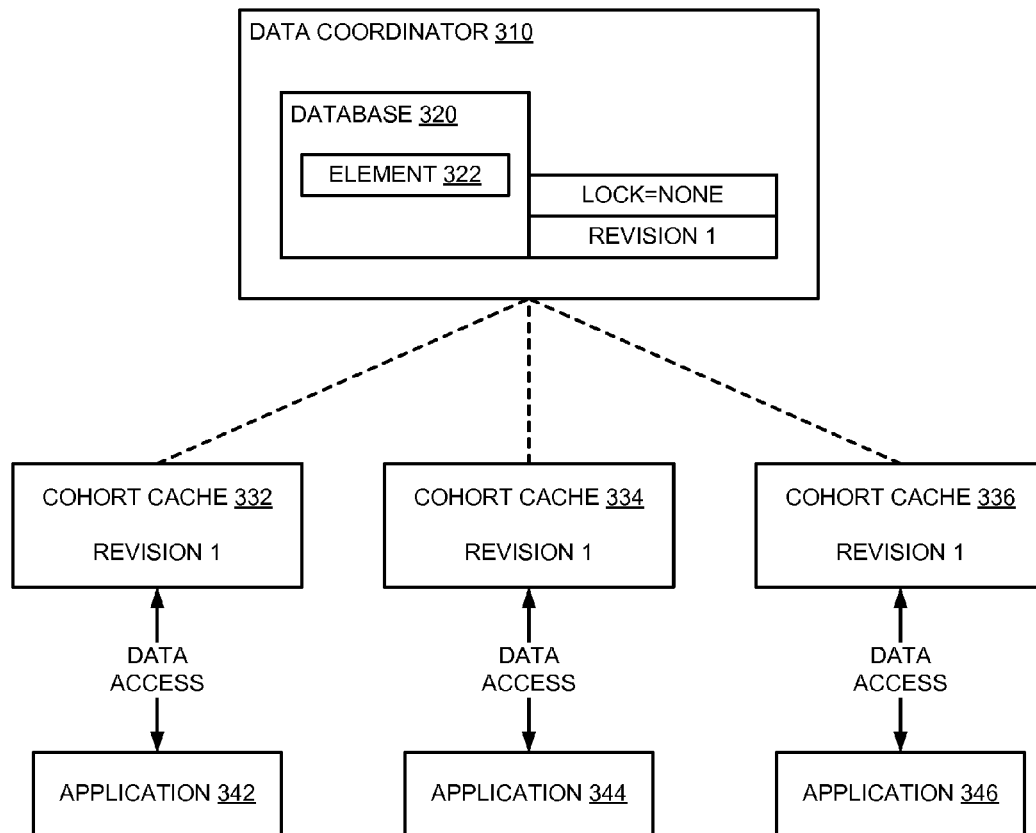 DATA COORDINATOR 310
DATABASE 320
ELEMENT 322
LOCK=NONE
REVISION 1
COHORT CACHE 332
REVISION 1
COHORT CACHE 334
REVISION 1
COHORT CACHE 336
REVISION 1
DATA
ACCESS
DATA
ACCESS
DATA
ACCESS
APPLICATION 342
APPLICATION 344
APPLICATION 346